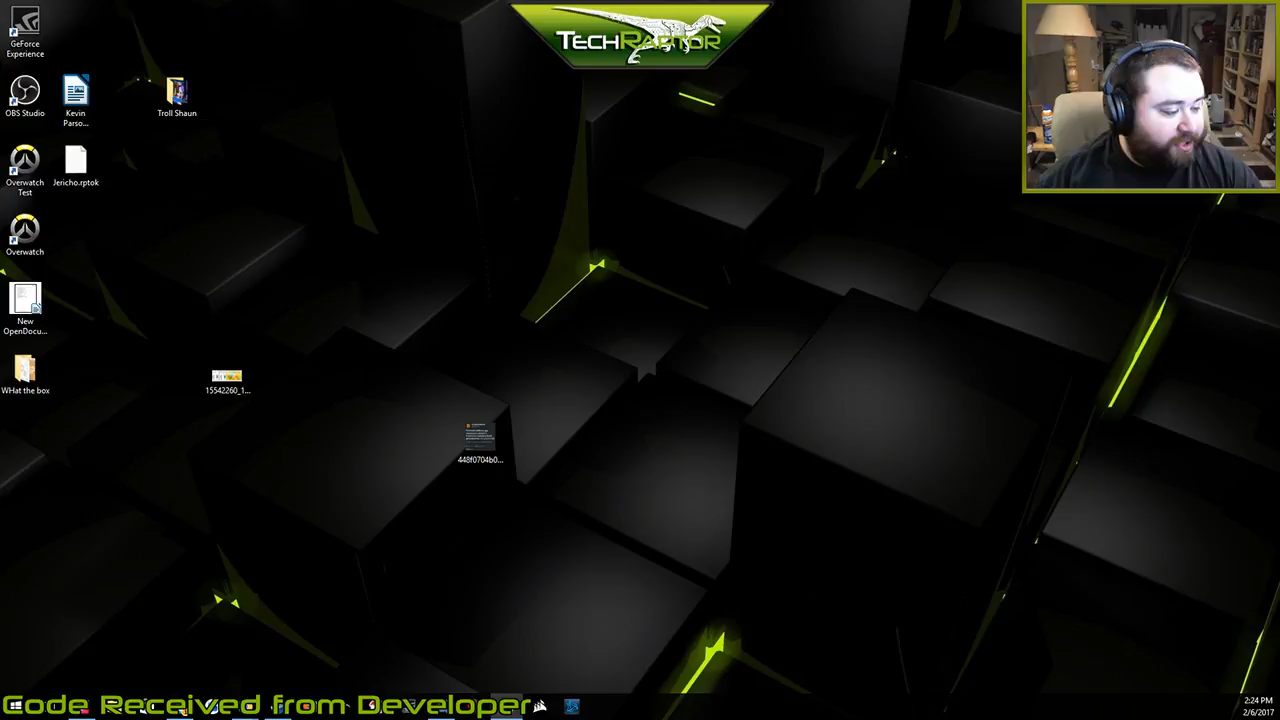 TECHRAPTOR
GeForce
Experience
OBS Studio
Kevin
Parso...
Troll Shaun
Overwatch
Test
Jericho.rptok
Overwatch
New
OpenDocu...
WHat the box
15542260_1...
448f0704b0...
Code Received from Developer
2:24 PM
2/6/2017